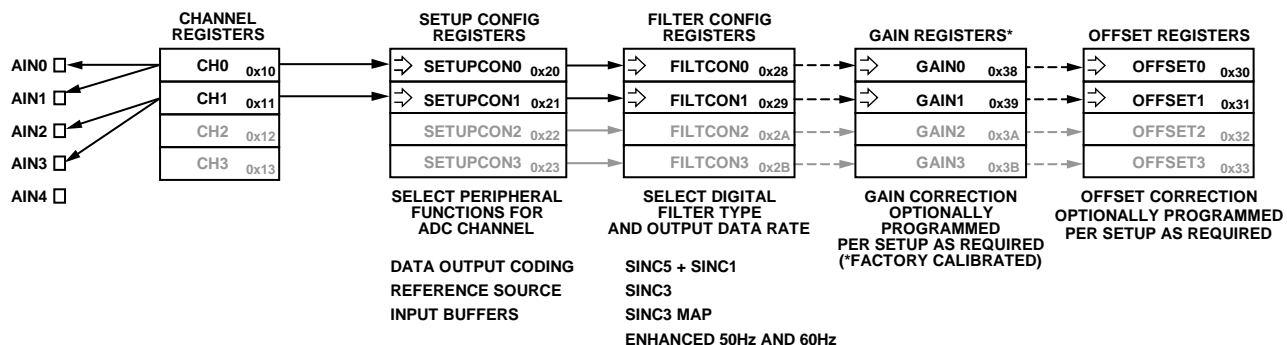 CHANNEL
REGISTERS
SETUP CONFIG
REGISTERS
FILTER CONFIG
REGISTERS
GAIN REGISTERS*
OFFSET REGISTERS
AIN0
CH0 0x10
SETUPCON0 0x20
FILTCON0 0x28
GAIN0 0x38
OFFSET0 0x30
AIN1
CH1 0x11
SETUPCON1 0x21
FILTCON1 0x29
GAIN1 0x39
OFFSET1 0x31
AIN2
CH2 0x12
SETUPCON2 0x22
FILTCON2 0x2A
GAIN2 0x3A
OFFSET2 0x32
AIN3
CH3 0x13
SETUPCON3 0x23
FILTCON3 0x2B
GAIN3 0x3B
OFFSET3 0x33
AIN4
SELECT PERIPHERAL
FUNCTIONS FOR
ADC CHANNEL
SELECT DIGITAL
FILTER TYPE
AND OUTPUT DATA RATE
GAIN CORRECTION
OPTIONALLY
PROGRAMMED
PER SETUP AS REQUIRED
(*FACTORY CALIBRATED)
OFFSET CORRECTION
OPTIONALLY PROGRAMMED
PER SETUP AS REQUIRED
DATA OUTPUT CODING
REFERENCE SOURCE
INPUT BUFFERS
SINC5 + SINC1
SINC3
SINC3 MAP
ENHANCED 50Hz AND 60Hz